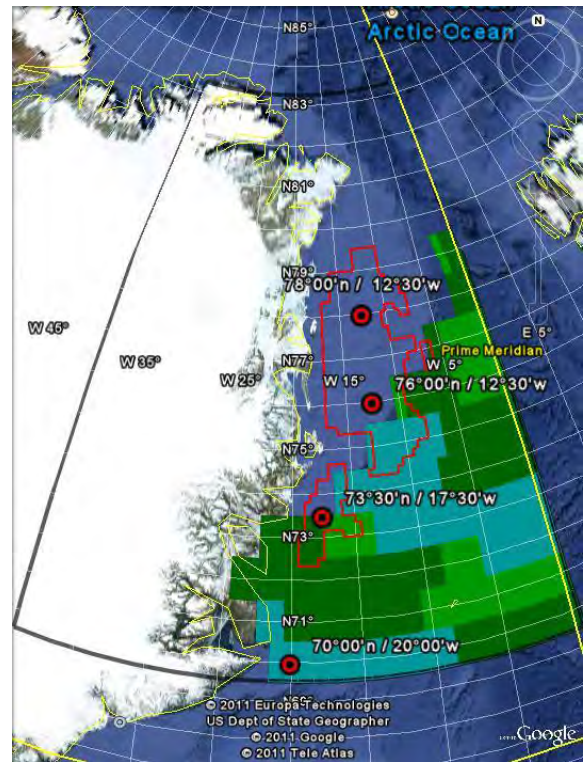 Arctic Ocean
N
N85°
N83°
N81°
N79°
78°00'n / 12°30'w
W 45°
W 35°
N77°
W 25°
W 15°
W 5°
E 5°
Prime Meridian
76°00'n / 12°30'w
N75°
73°30'n / 17°30'w
N73°
N71°
70°00'n / 20°00'w
© 2011 Europa Technologies
US Dept of State Geographer
© 2011 Google
© 2011 Tele Atlas
Google